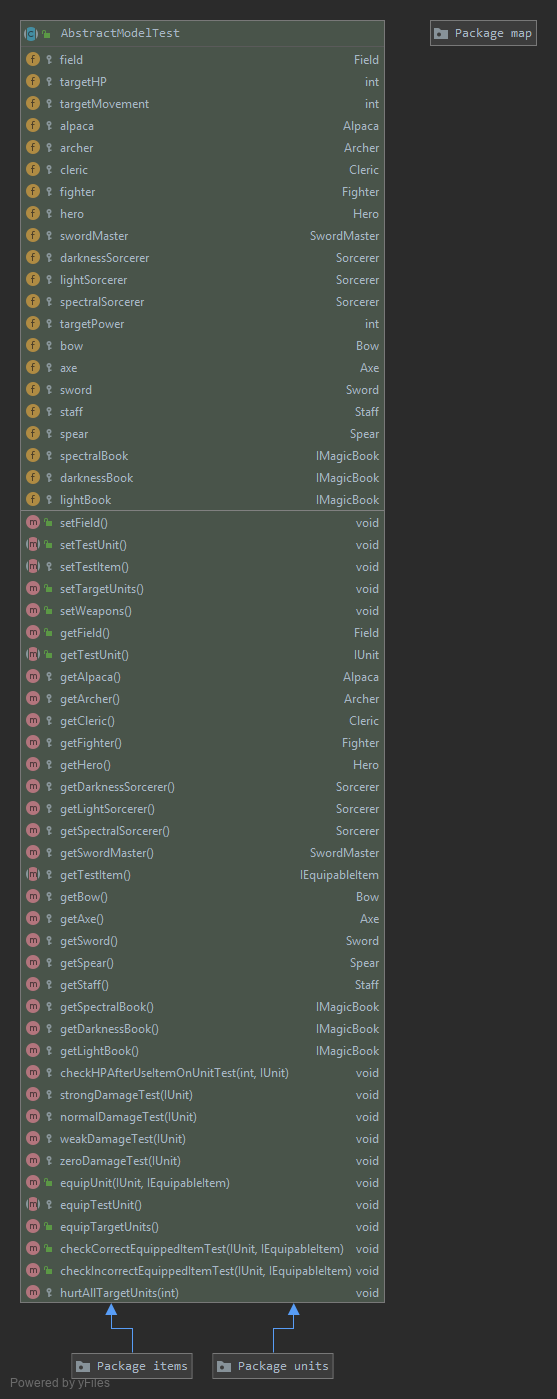 AbstractModelTest
Package map
field Field
targetHP int
targetMovement int
alpaca Alpaca
archer Archer
cleric Cleric
fighter Fighter
hero Hero
swordMaster SwordMaster
darknessSorcerer Sorcerer
lightSorcerer Sorcerer
spectralSorcerer Sorcerer
targetPower int
bow Bow
axe Axe
sword Sword
staff Staff
spear Spear
spectralBook IMagicBook
darknessBook IMagicBook
lightBook IMagicBook
setField() void
setTestUnit() void
setTestItem() void
setTargetUnits() void
setWeapons() void
getField() Field
getTestUnit() IUnit
getAlpaca() Alpaca
getArcher() Archer
getCleric() Cleric
getFighter() Fighter
getHero() Hero
getDarknessSorcerer() Sorcerer
getLightSorcerer() Sorcerer
getSpectralSorcerer() Sorcerer
getSwordMaster() SwordMaster
getTestItem() IEquipableItem
getBow() Bow
getAxe() Axe
getSword() Sword
getSpear() Spear
getStaff() Staff
getSpectralBook() IMagicBook
getDarknessBook() IMagicBook
getLightBook() IMagicBook
checkHPAfterUseItemOnUnitTest(int, IUnit) void
strongDamageTest(IUnit) void
normalDamageTest(IUnit) void
weakDamageTest(IUnit) void
zeroDamageTest(IUnit) void
equipUnit(IUnit, IEquipableItem) void
equipTestUnit() void
equipTargetUnits() void
checkCorrectEquippedItemTest(IUnit, IEquipableItem) void
checkIncorrectEquippedItemTest(IUnit, IEquipableItem) void
hurtAllTargetUnits(int) void
Package items
Package units
Powered by yFiles